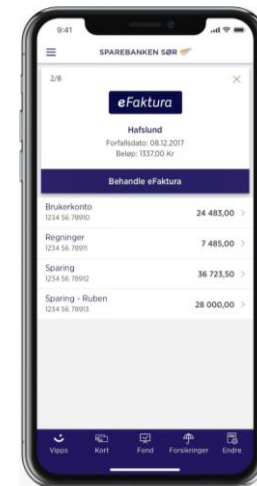 9:41
SPAREBANKEN SØR
2/8
eFaktura
Hafslund
Forfallsdato: 08.12.2017
Beløp: 1337,00 Kr
Behandle eFaktura
Brukerkonto
24 483,00
1234 56 78910
Regninger
7 485,00
1234 56 78911
Sparing
36 723,50
1234 56 78912
Sparing - Ruben
28 000,00
1234 56 78913
Vipps Kort Fond Forsikringer Endre